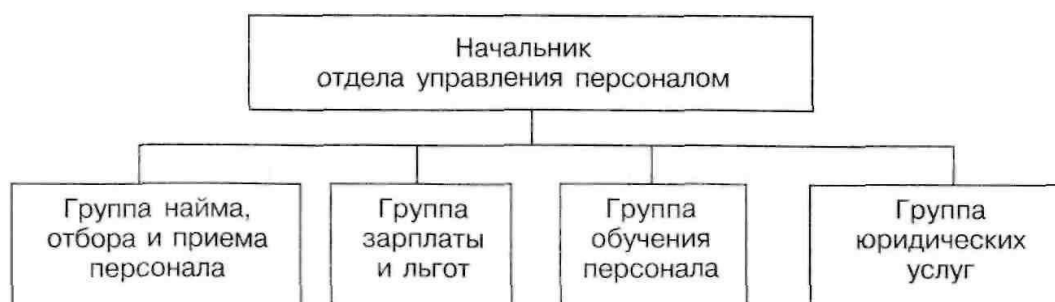 Начальник
отдела управления персоналом
Группа найма,
отбора и приема
персонала
Группа
зарплаты
и льгот
Группа
обучения
персонала
Группа
юридических
услуг